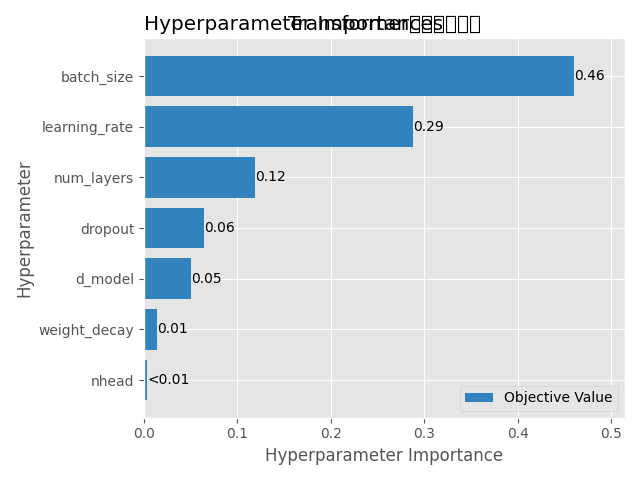 Hyperparameter Importances
Transformer
batch_size
0.46
learning_rate
0.29
num_layers
0.12
dropout
0.06
d_model
0.05
weight_decay
0.01
nhead
<0.01
Hyperparameter
Objective Value
0.0 0.1 0.2 0.3 0.4 0.5
Hyperparameter Importance